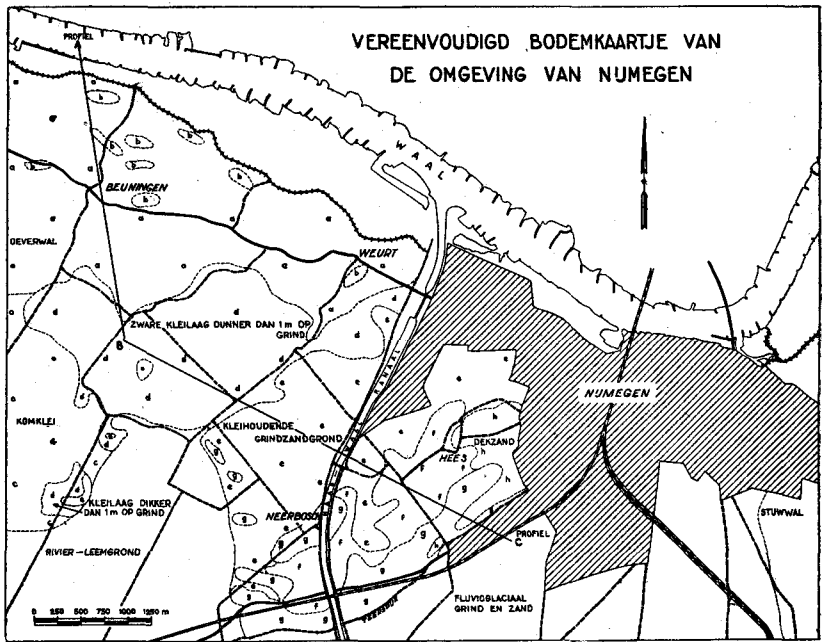 VEREENVOUDIGD BODEMKAARTJE VAN
DE OMGEVING VAN NIJMEGEN
PROFIEL
WAAL
BEUNINGEN
OEVERWAL
WEURT
ZWARE KLEILAAG DUNNER DAN 1 m OP
GRIND
B
KANAAL
NIJMEGEN
KOMKLEI
KLEIHOUDENDE
GRINDZANDGROND
DEKZAND
HEES
KLEILAAG DIKKER
DAN 1 m OP GRIND
NEERBOSCH
STUWWAL
PROFIEL
C
RIVIER-LEEMGROND
FLUVIOGLACIAAL
GRIND EN ZAND
0 250 500 750 1000 1250 m